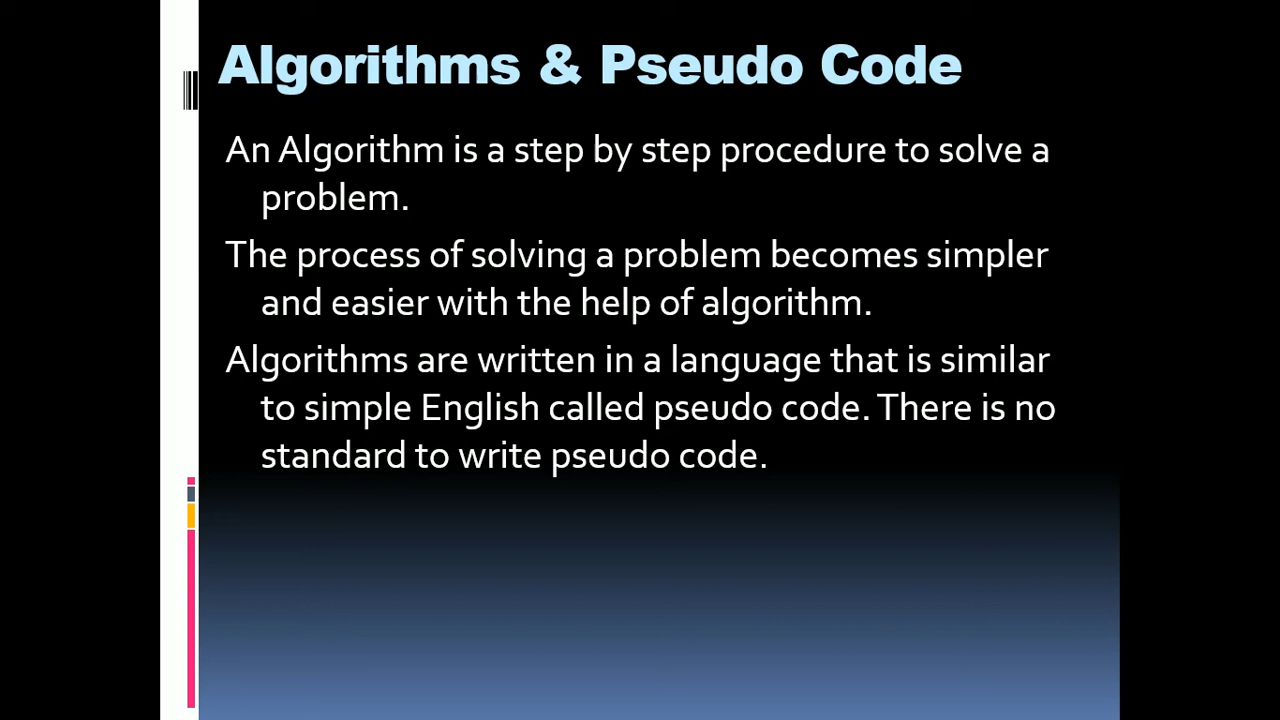 Algorithms & Pseudo Code
An Algorithm is a step by step procedure to solve a
problem.
The process of solving a problem becomes simpler
and easier with the help of algorithm.
Algorithms are written in a language that is similar
to simple English called pseudo code. There is no
standard to write pseudo code.